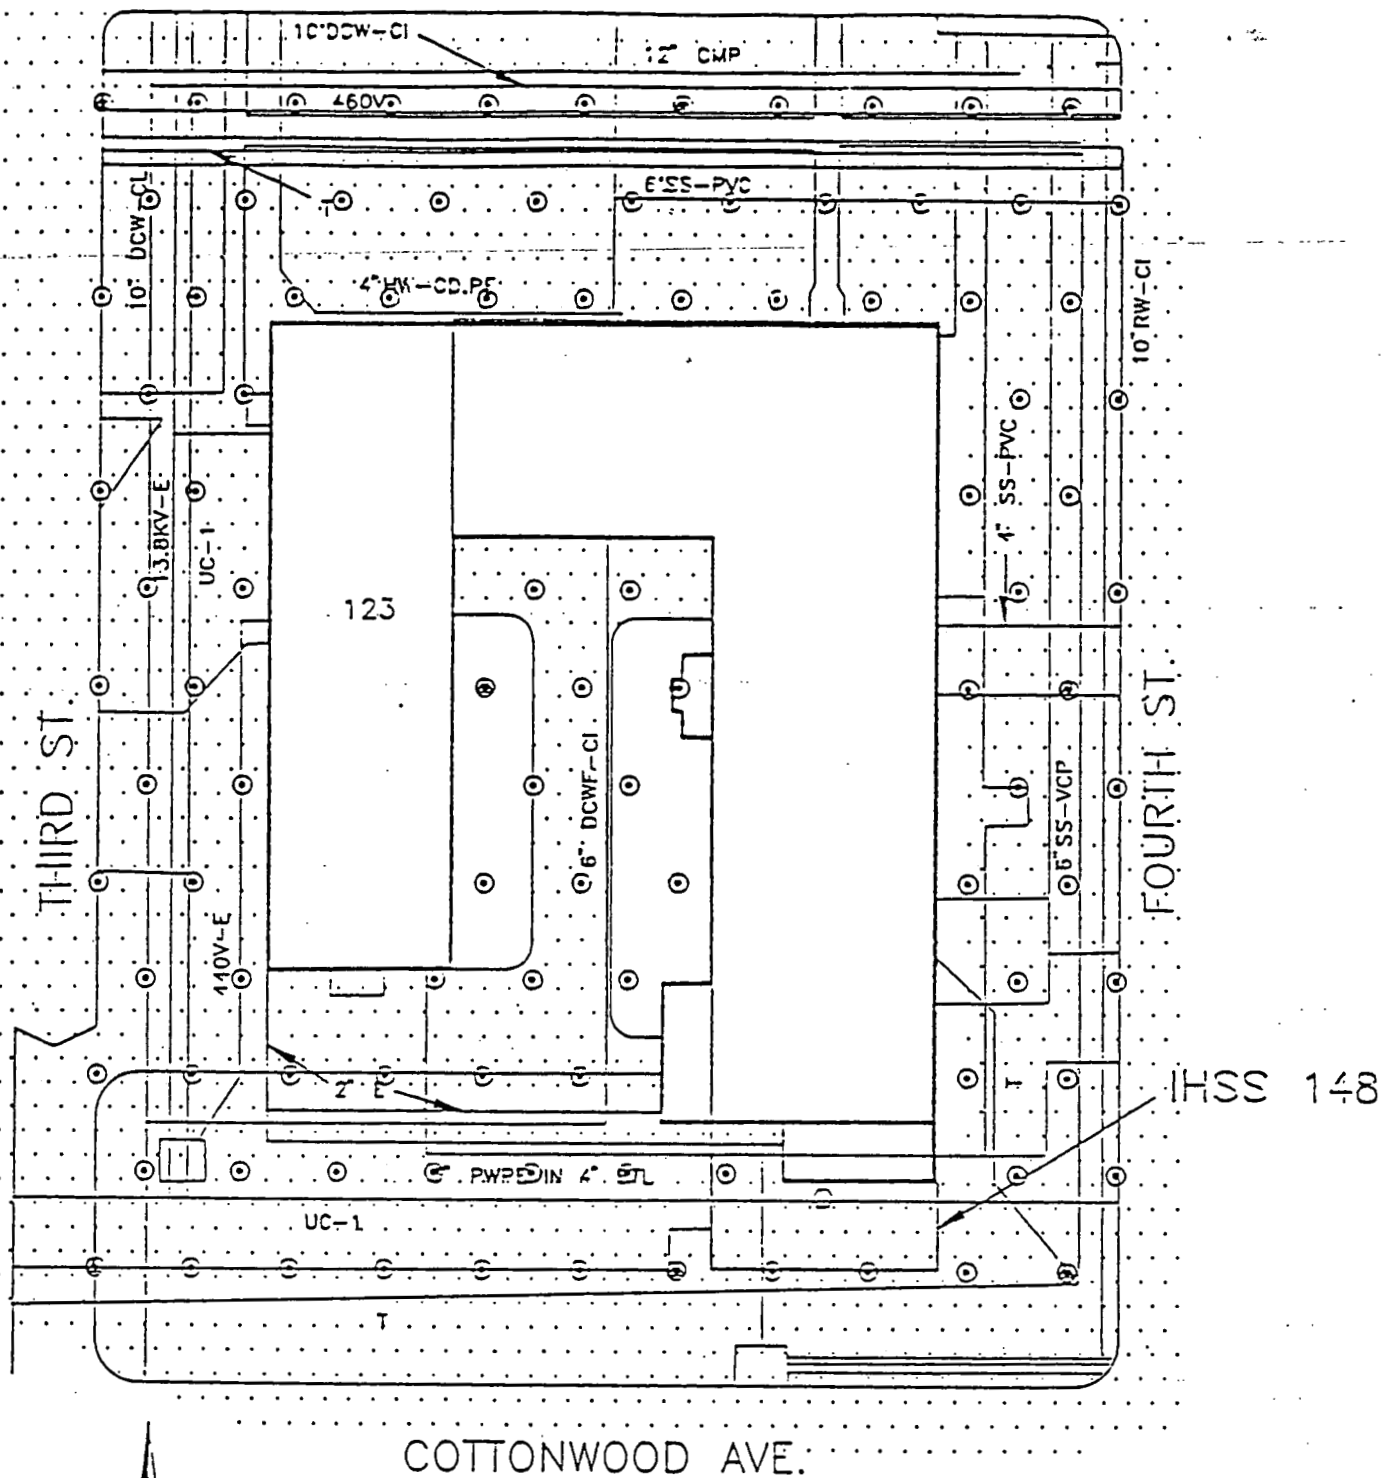 10"DCW-CI
12" CMP
460V
8"SS-PVC
10" DCW-CL
4"HW-CD.PE
10"RW-CI
4" SS-PVC
13.8KV-E
UC-1
123
THIRD ST.
6" DCWF-CI
6"SS-VCP
FOURTH ST.
110V-E
2" E
T
IHSS 148
3" PWPE IN 4" STL
UC-1
T
COTTONWOOD AVE.